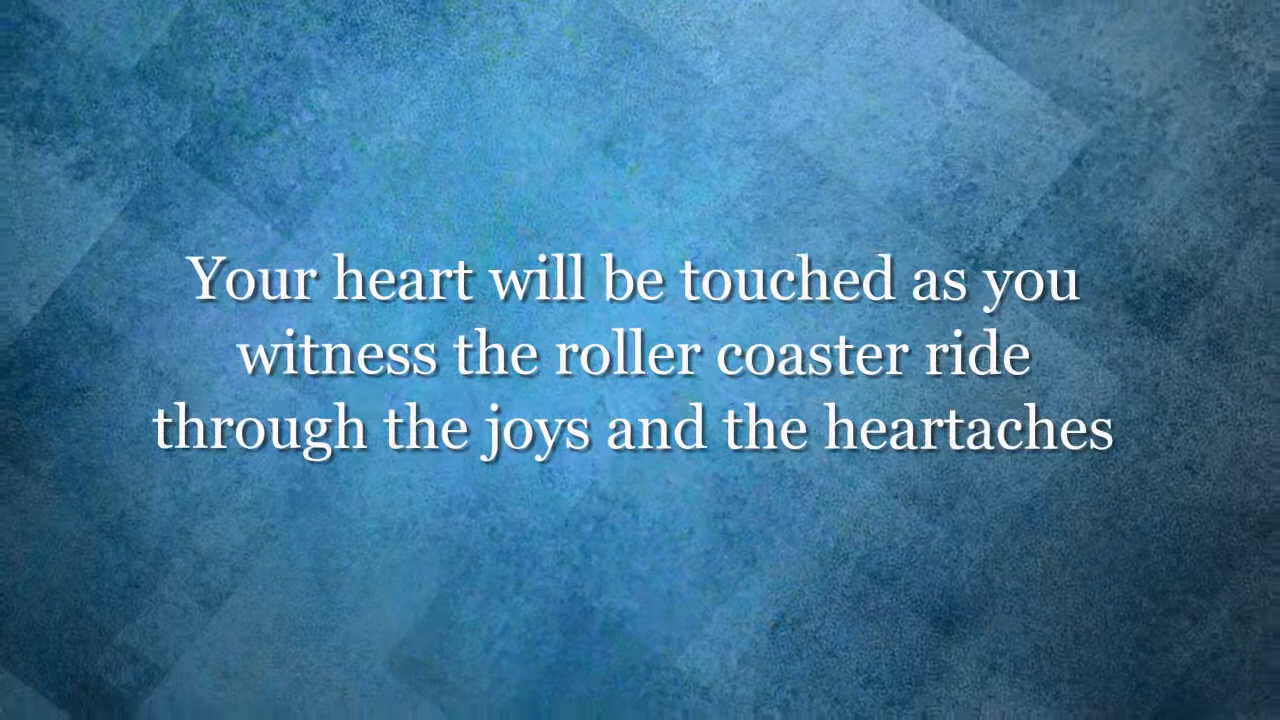 Your heart will be touched as you
witness the roller coaster ride
through the joys and the heartaches